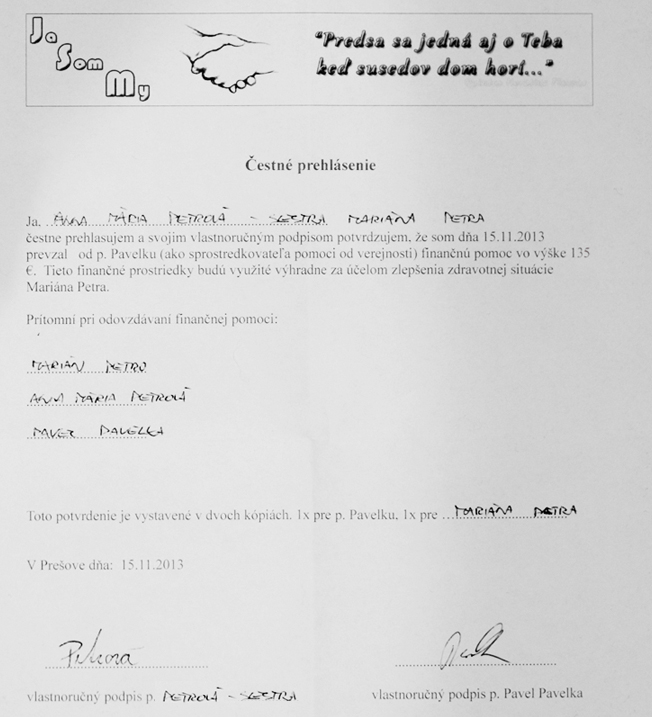 Ja
Som
My
"Predsa sa jedná aj o Teba
keď susedov dom horí..."
Čestné prehlásenie
Ja, ANNA MÁRIA PETROVÁ - SESTRA MARIÁNA PETRA
čestne prehlasujem a svojim vlastnoručným podpisom potvrdzujem, že som dňa 15.11.2013
prevzal od p. Pavelku (ako sprostredkovateľa pomoci od verejnosti) finančnú pomoc vo výške 135
€. Tieto finančné prostriedky budú využité výhradne za účelom zlepšenia zdravotnej situácie
Mariána Petra.
Prítomní pri odovzdávaní finančnej pomoci:
MARIÁN PETRO
ANNA MÁRIA PETROVÁ
PAVEL PAVELKA
Toto potvrdenie je vystavené v dvoch kópiách. 1x pre p. Pavelku, 1x pre MARIÁNA PETRA
V Prešove dňa: 15.11.2013
vlastnoručný podpis p. PETROVÁ - SESTRA
vlastnoručný podpis p. Pavel Pavelka